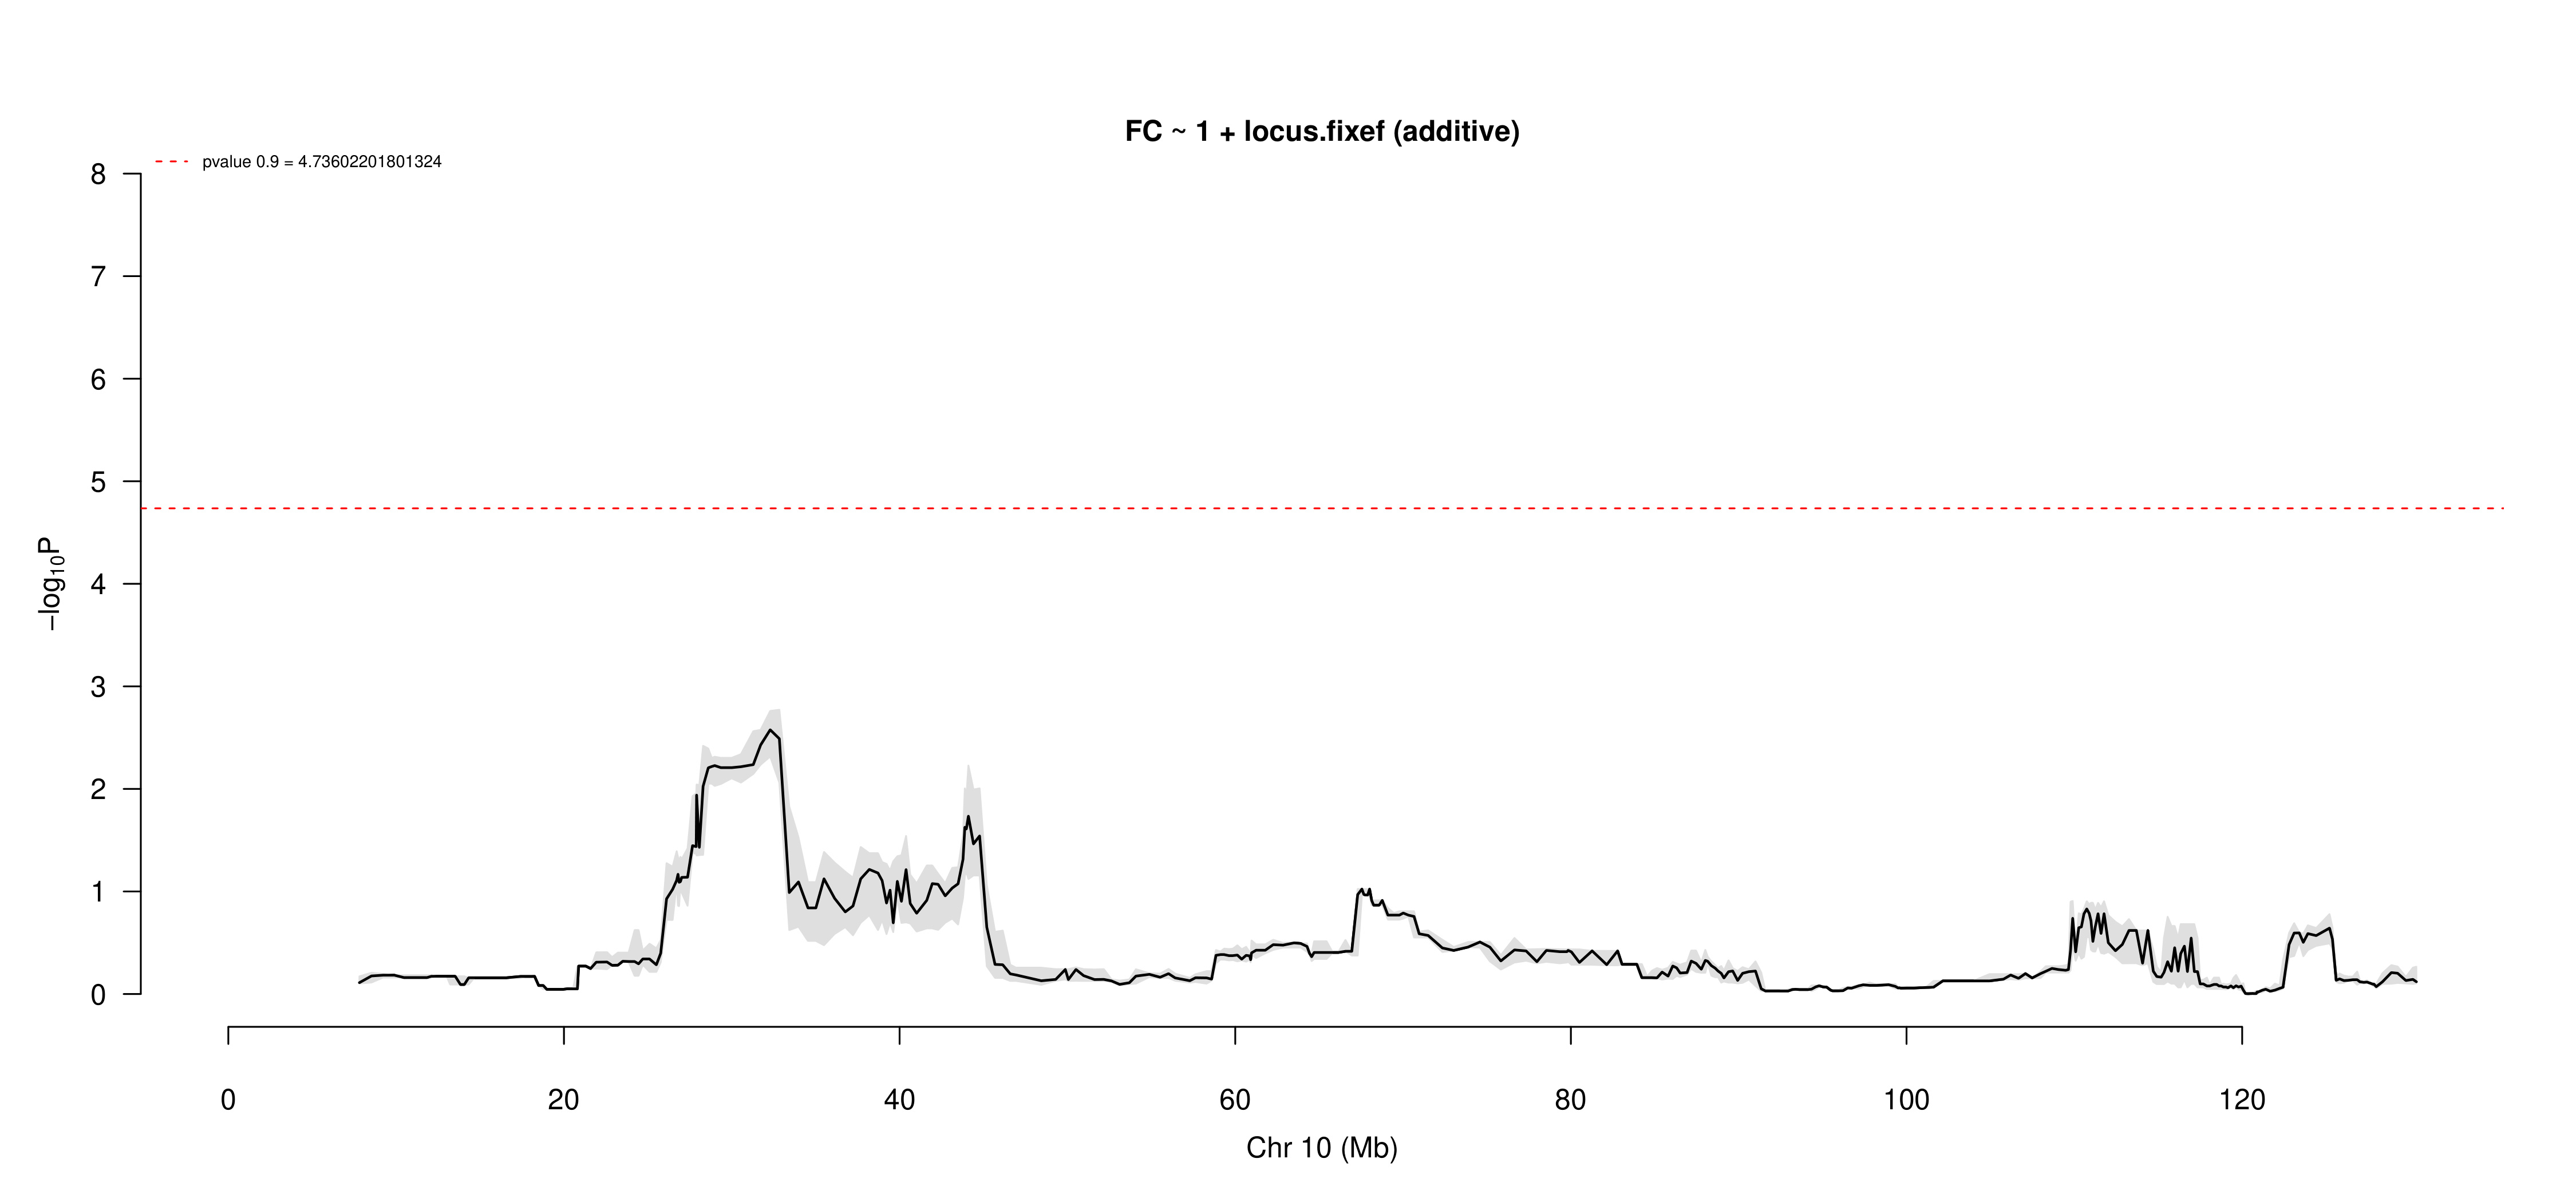 FC ~ 1 + locus.fixef (additive)
pvalue 0.9 = 4.73602201801324
8
7
6
5
4
3
2
1
0
−log10P
0 20 40 60 80 100 120
Chr 10 (Mb)